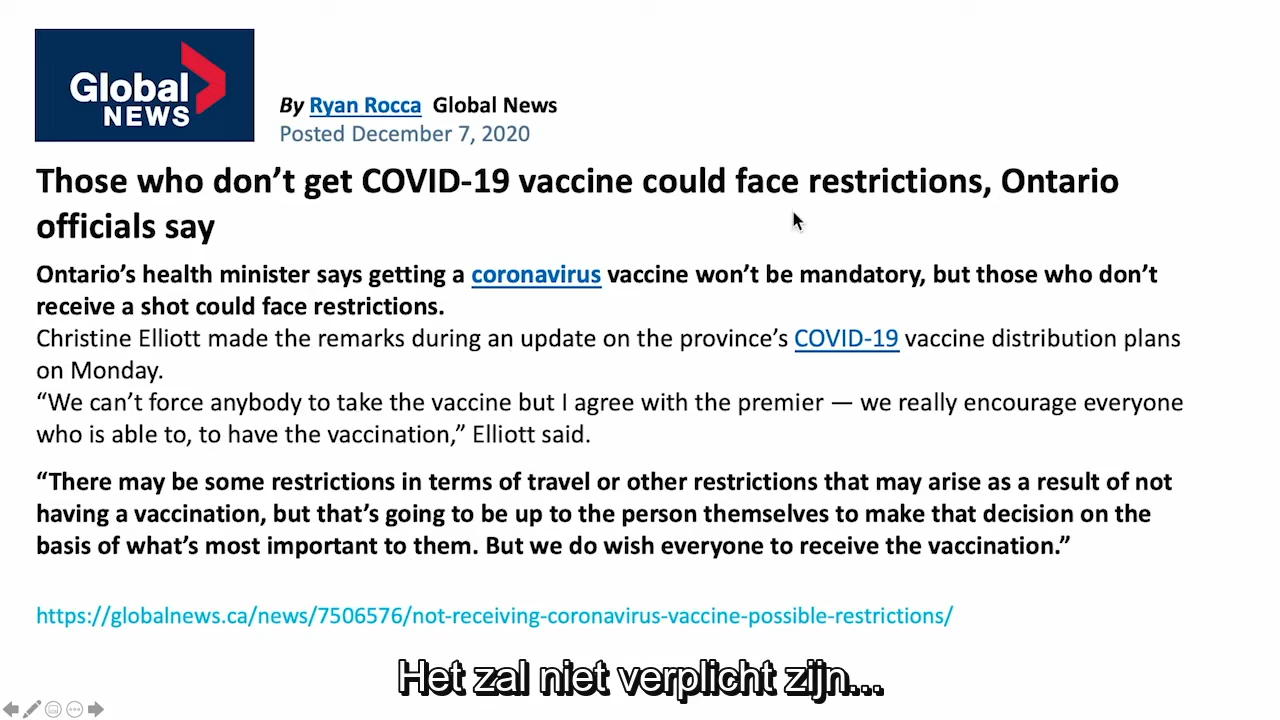 Global
NEWS
By Ryan Rocca Global News
Posted December 7, 2020
Those who don’t get COVID-19 vaccine could face restrictions, Ontario
officials say
Ontario’s health minister says getting a coronavirus vaccine won’t be mandatory, but those who don’t
receive a shot could face restrictions.
Christine Elliott made the remarks during an update on the province’s COVID-19 vaccine distribution plans
on Monday.
“We can’t force anybody to take the vaccine but I agree with the premier — we really encourage everyone
who is able to, to have the vaccination,” Elliott said.
“There may be some restrictions in terms of travel or other restrictions that may arise as a result of not
having a vaccination, but that’s going to be up to the person themselves to make that decision on the
basis of what’s most important to them. But we do wish everyone to receive the vaccination.”
https://globalnews.ca/news/7506576/not-receiving-coronavirus-vaccine-possible-restrictions/
Het zal niet verplicht zijn...